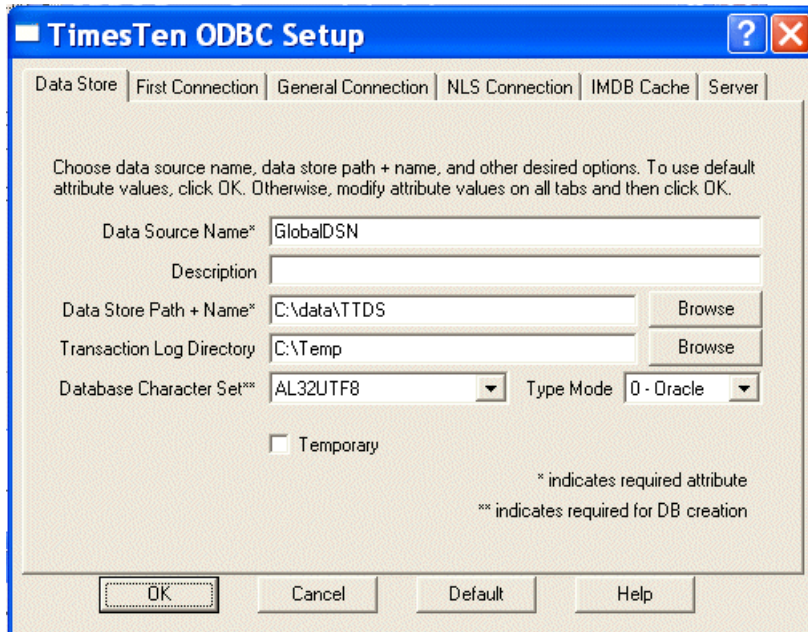 TimesTen ODBC Setup
Data Store First Connection General Connection NLS Connection IMDB Cache Server
Choose data source name, data store path + name, and other desired options. To use default
attribute values, click OK. Otherwise, modify attribute values on all tabs and then click OK.
Data Source Name* GlobalDSN
Description
Data Store Path + Name* C:\data\TTDS Browse
Transaction Log Directory C:\Temp Browse
Database Character Set** AL32UTF8 Type Mode 0 - Oracle
Temporary
* indicates required attribute
** indicates required for DB creation
OK Cancel Default Help